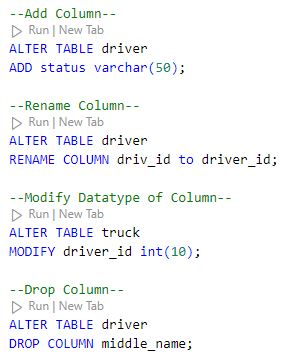 --Add Column--
Run | New Tab
ALTER TABLE driver
ADD status varchar(50);
--Rename Column--
Run | New Tab
ALTER TABLE driver
RENAME COLUMN driv_id to driver_id;
--Modify Datatype of Column--
Run | New Tab
ALTER TABLE truck
MODIFY driver_id int(10);
--Drop Column--
Run | New Tab
ALTER TABLE driver
DROP COLUMN middle_name;